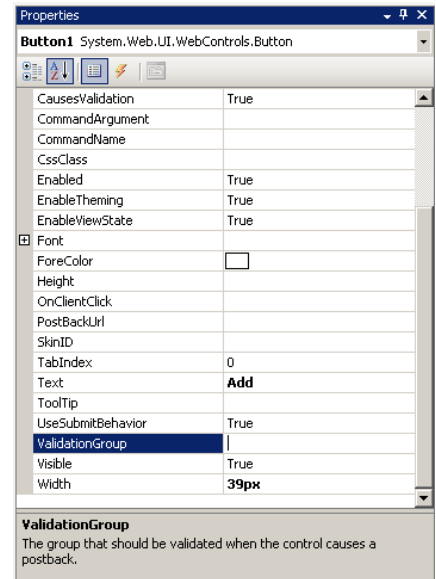 Properties
Button1 System.Web.UI.WebControls.Button
CausesValidation True
CommandArgument
CommandName
CssClass
Enabled True
EnableTheming True
EnableViewState True
Font
ForeColor
Height
OnClientClick
PostBackUrl
SkinID
TabIndex 0
Text Add
ToolTip
UseSubmitBehavior True
ValidationGroup
Visible True
Width 39px
ValidationGroup
The group that should be validated when the control causes a
postback.